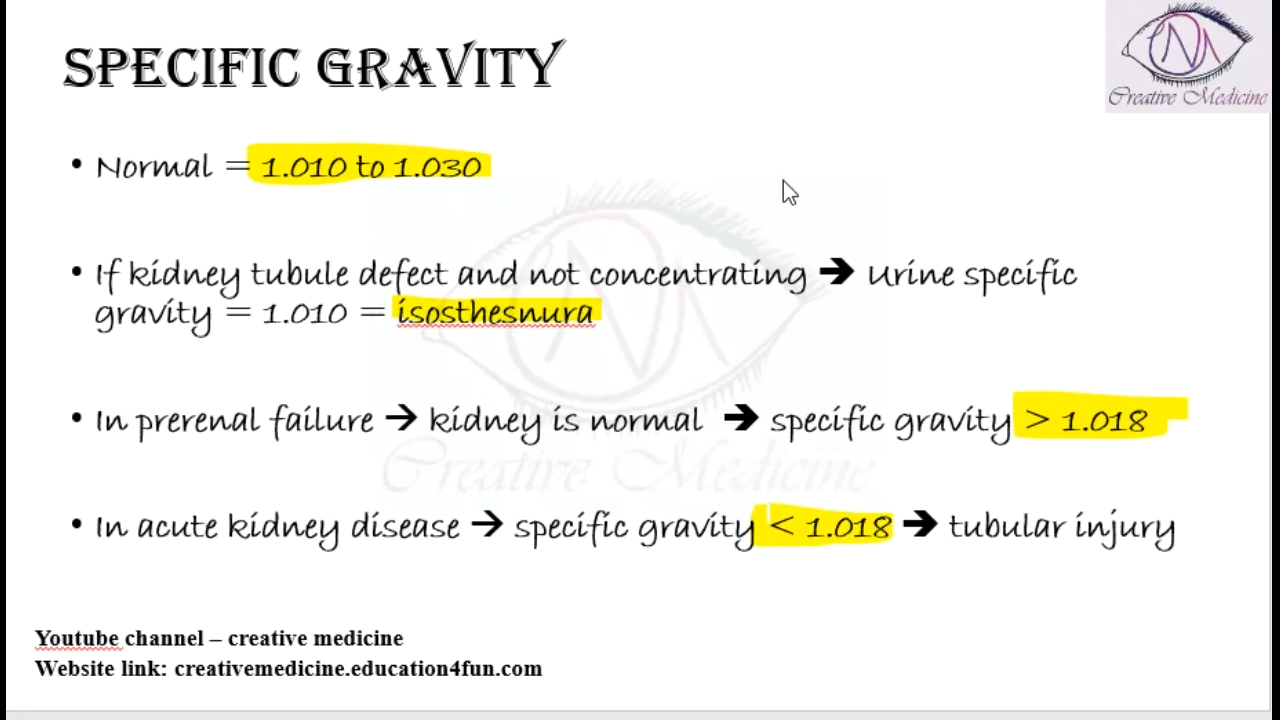 SPECIFIC GRAVITY
Creative Medicine
• Normal = 1.010 to 1.030
• If kidney tubule defect and not concentrating → Urine specific
gravity = 1.010 = isosthesnura
• In prerenal failure → kidney is normal → specific gravity > 1.018
Creative Medicine
• In acute kidney disease → specific gravity < 1.018 → tubular injury
Youtube channel – creative medicine
Website link: creativemedicine.education4fun.com